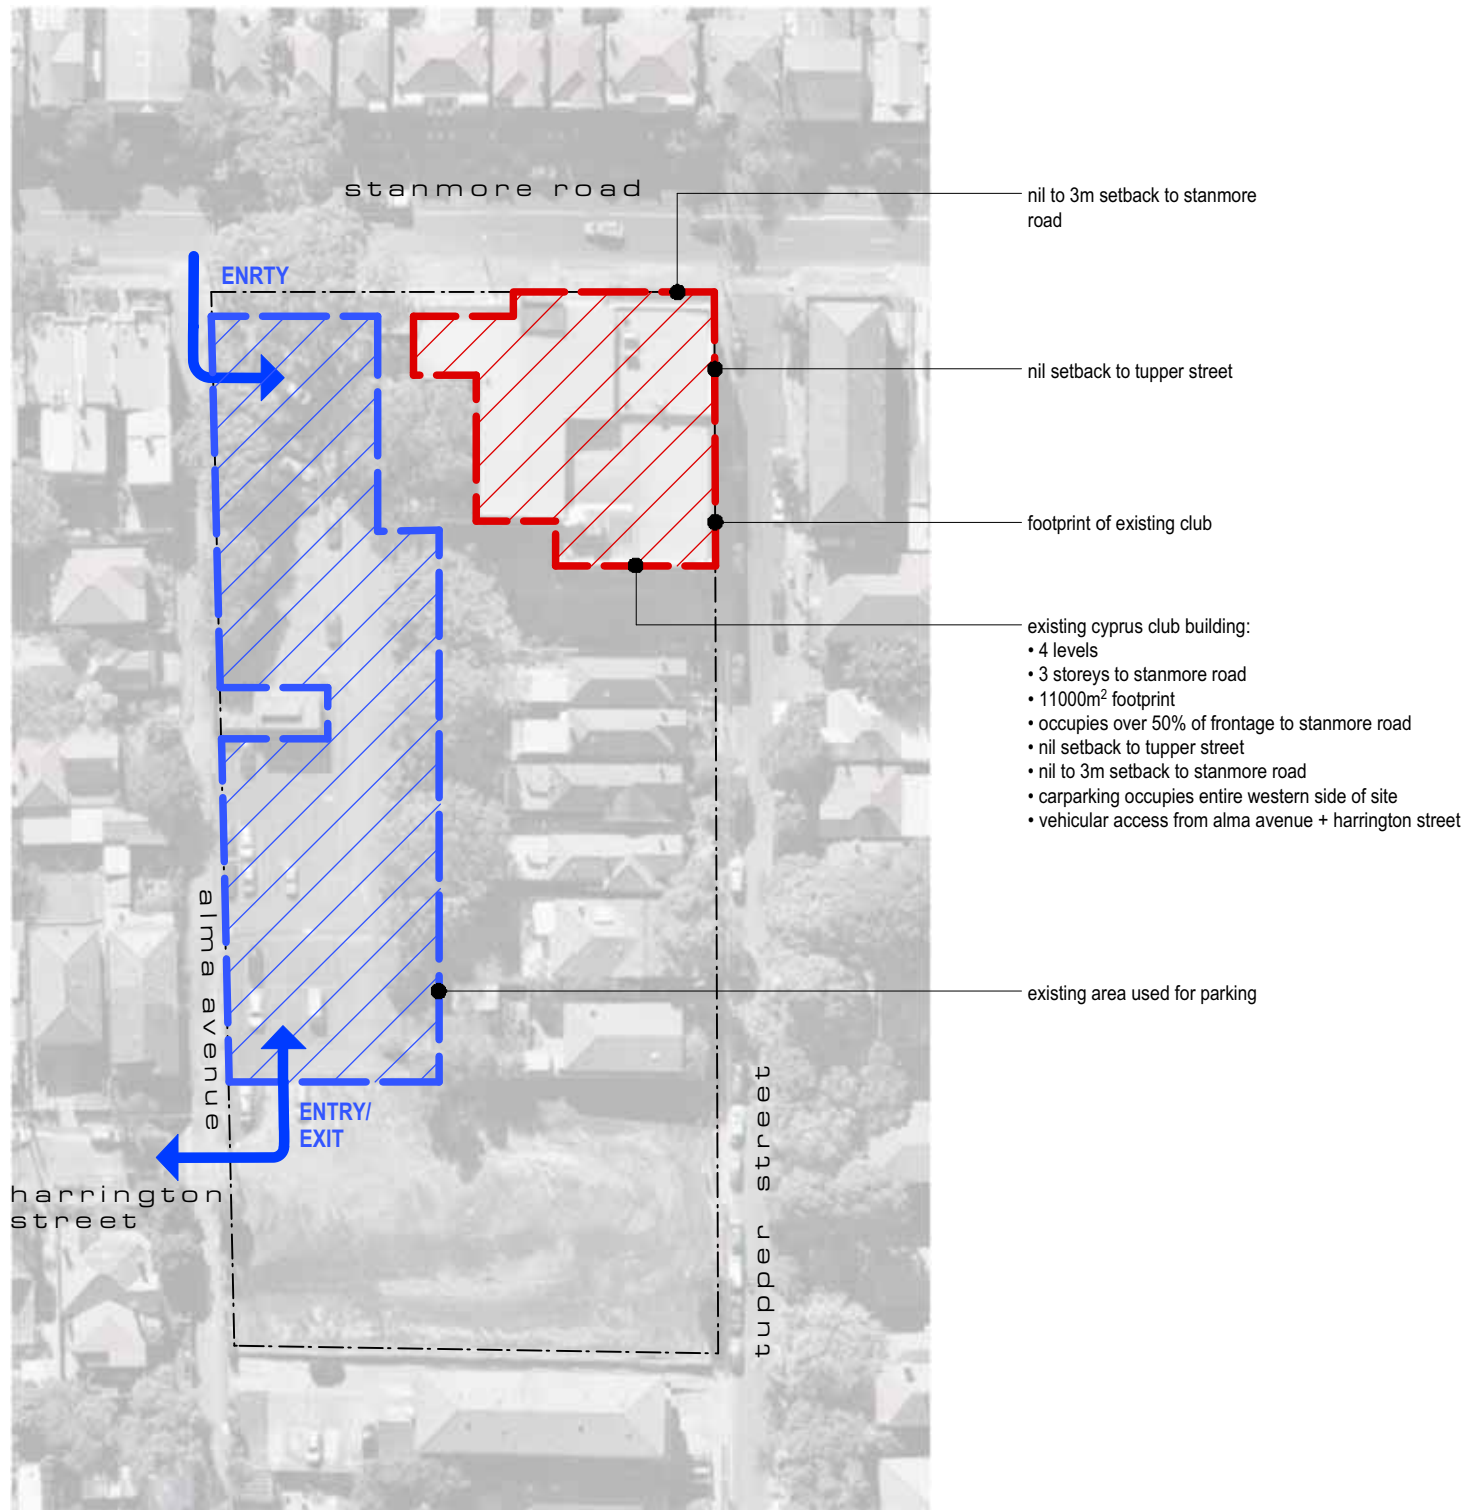 stanmore road
nil to 3m setback to stanmore
road
ENRTY
nil setback to tupper street
footprint of existing club
existing cyprus club building:
• 4 levels
• 3 storeys to stanmore road
• 11000m² footprint
• occupies over 50% of frontage to stanmore road
• nil setback to tupper street
• nil to 3m setback to stanmore road
• carparking occupies entire western side of site
• vehicular access from alma avenue + harrington street
alma avenue
existing area used for parking
ENTRY/
EXIT
harrington
street
tupper street